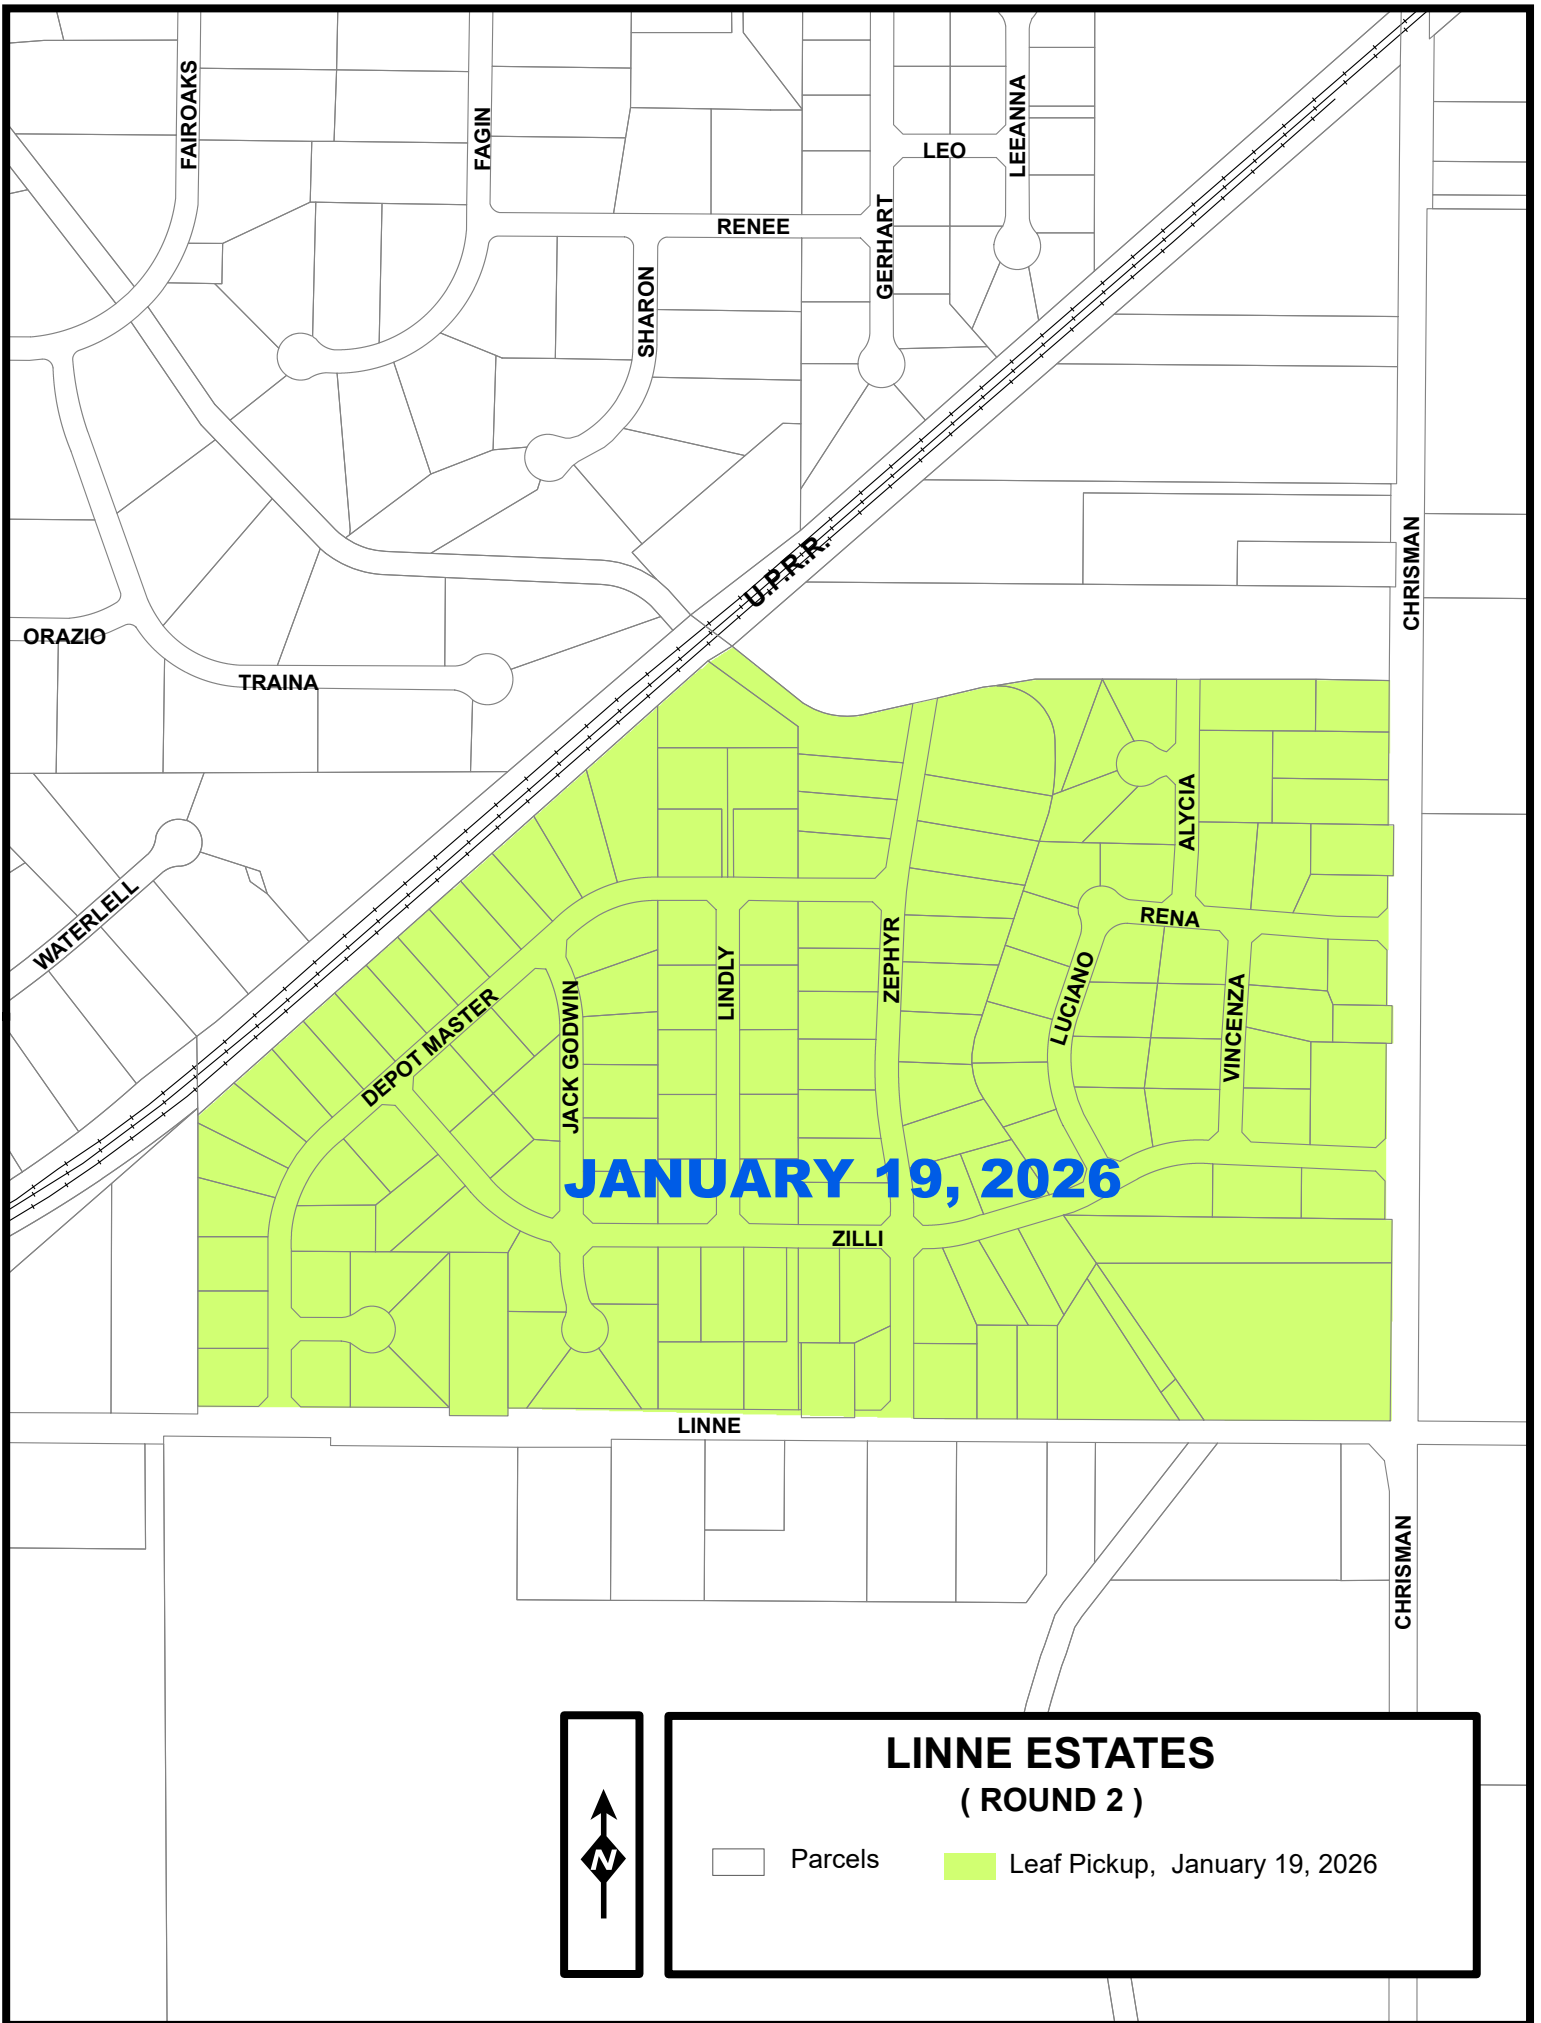 FAIROAKS
FAGIN
LEEANNA
LEO
RENEE
GERHART
SHARON
CHRISMAN
U.P.R.R.
ORAZIO
TRAINA
ALYCIA
WATERLELL
RENA
ZEPHYR
LINDLY
LUCIANO
VINCENZA
DEPOT MASTER
JACK GODWIN
JANUARY 19, 2026
ZILLI
LINNE
CHRISMAN
LINNE ESTATES
( ROUND 2 )
N
Parcels
Leaf Pickup, January 19, 2026